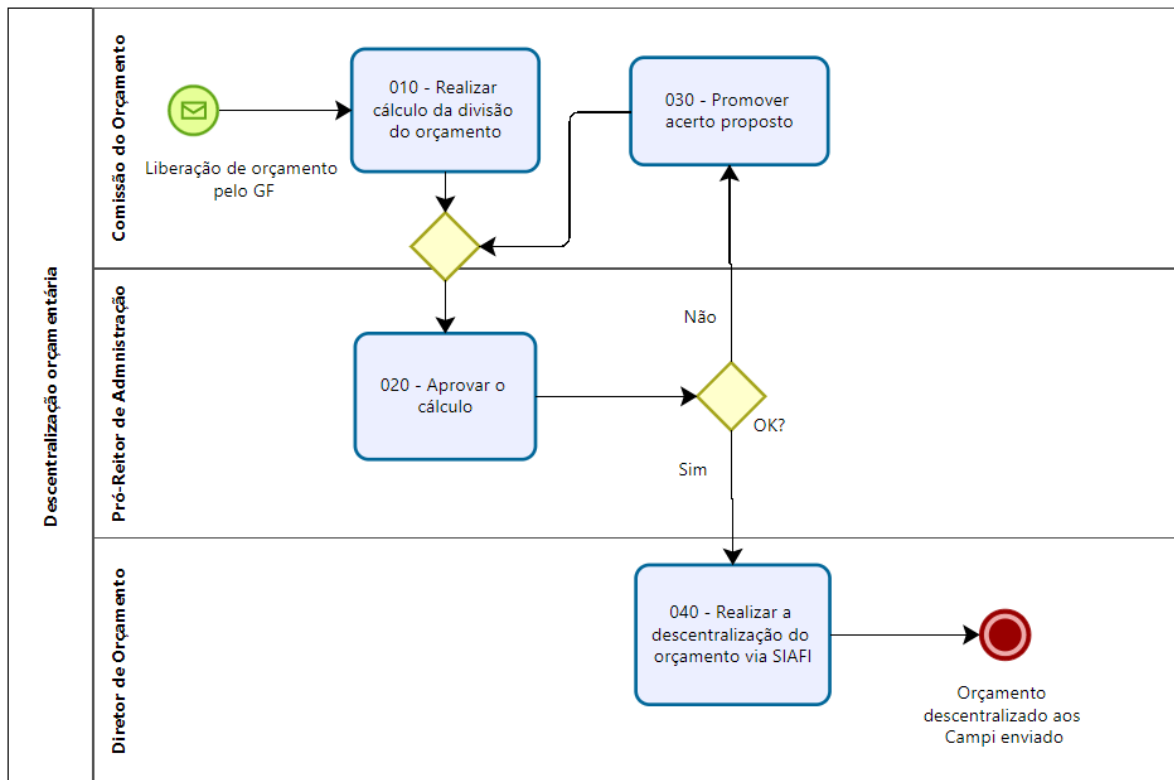 Descentralização orçamentária
Comissão do Orçamento
Liberação de orçamento
pelo GF
010 - Realizar
cálculo da divisão
do orçamento
030 - Promover
acerto proposto
Pró-Reitor de Admnistração
020 - Aprovar o
cálculo
OK?
Não
Sim
Diretor de Orçamento
040 - Realizar a
descentralização do
orçamento via SIAFI
Orçamento
descentralizado aos
Campi enviado